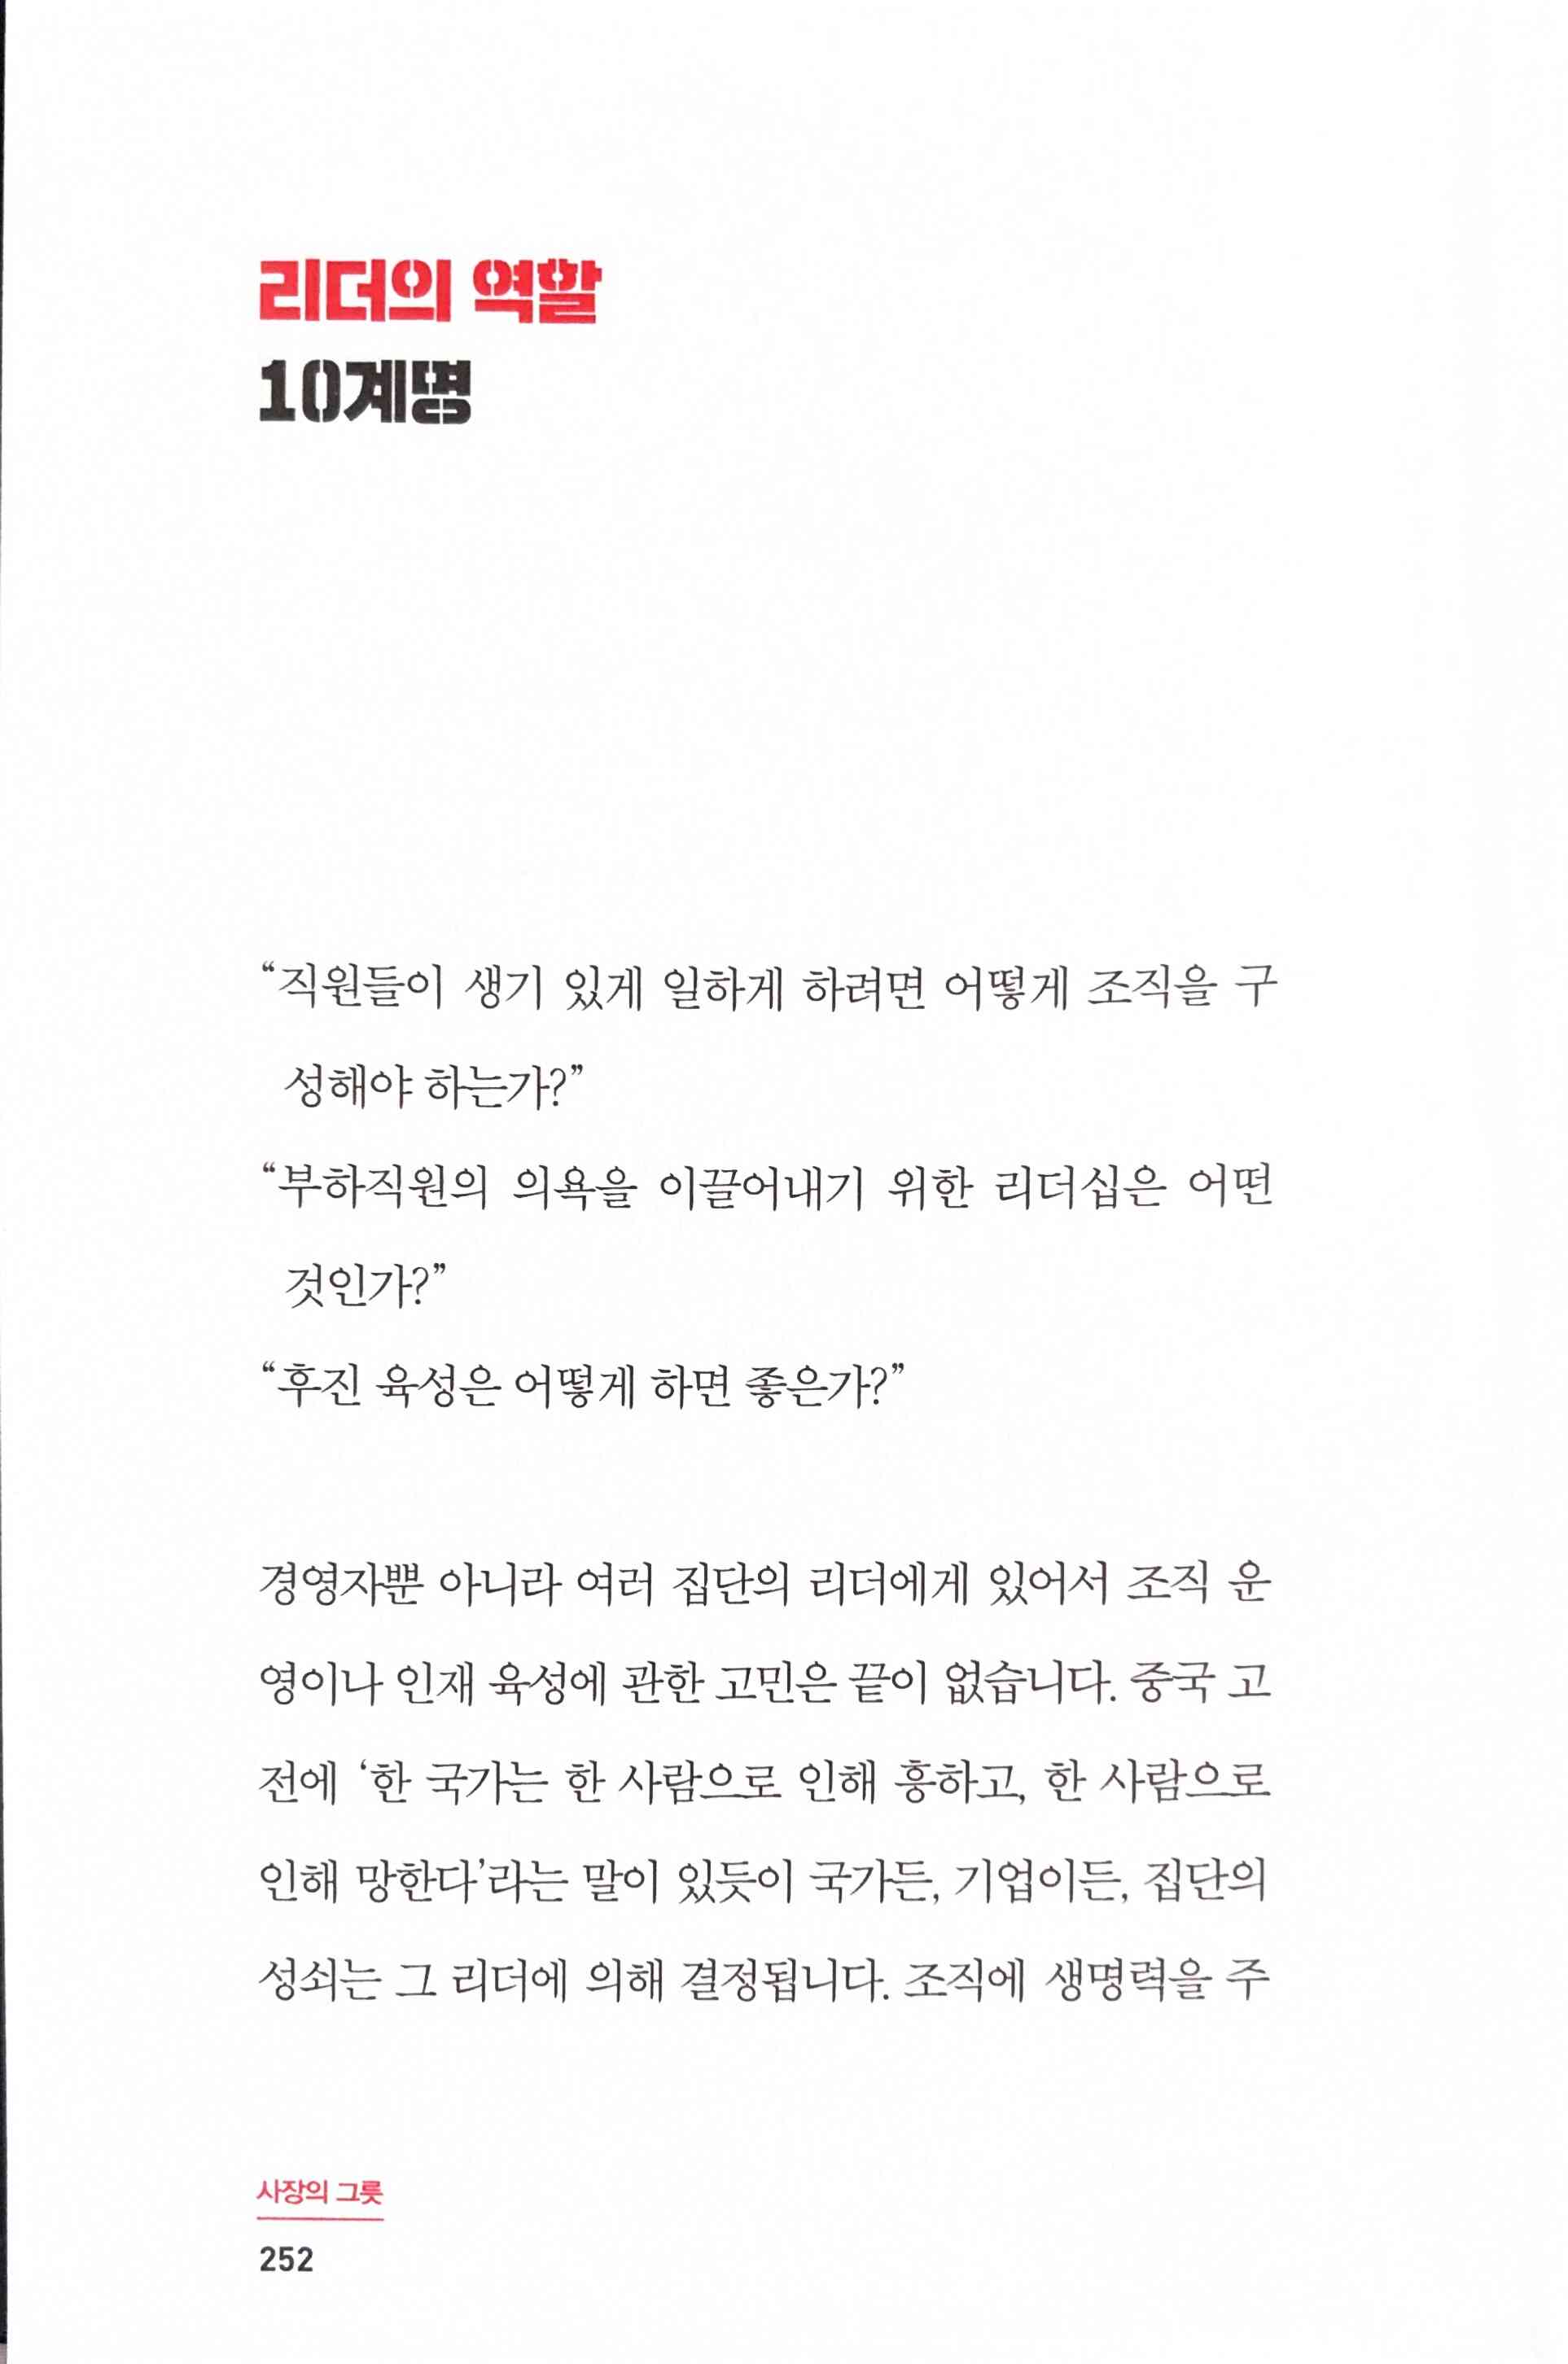 리더의 역할
10계명
“직원들이 생기 있게 일하게 하려면 어떻게 조직을 구
성해야 하는가?”
“부하직원의 의욕을 이끌어내기 위한 리더십은 어떤
것인가?”
“후진 육성은 어떻게 하면 좋은가?”
경영자뿐 아니라 여러 집단의 리더에게 있어서 조직 운
영이나 인재 육성에 관한 고민은 끝이 없습니다. 중국 고
전에 ‘한 국가는 한 사람으로 인해 흥하고, 한 사람으로
인해 망한다’라는 말이 있듯이 국가든, 기업이든, 집단의
성쇠는 그 리더에 의해 결정됩니다. 조직에 생명력을 주
사장의 그릇
252